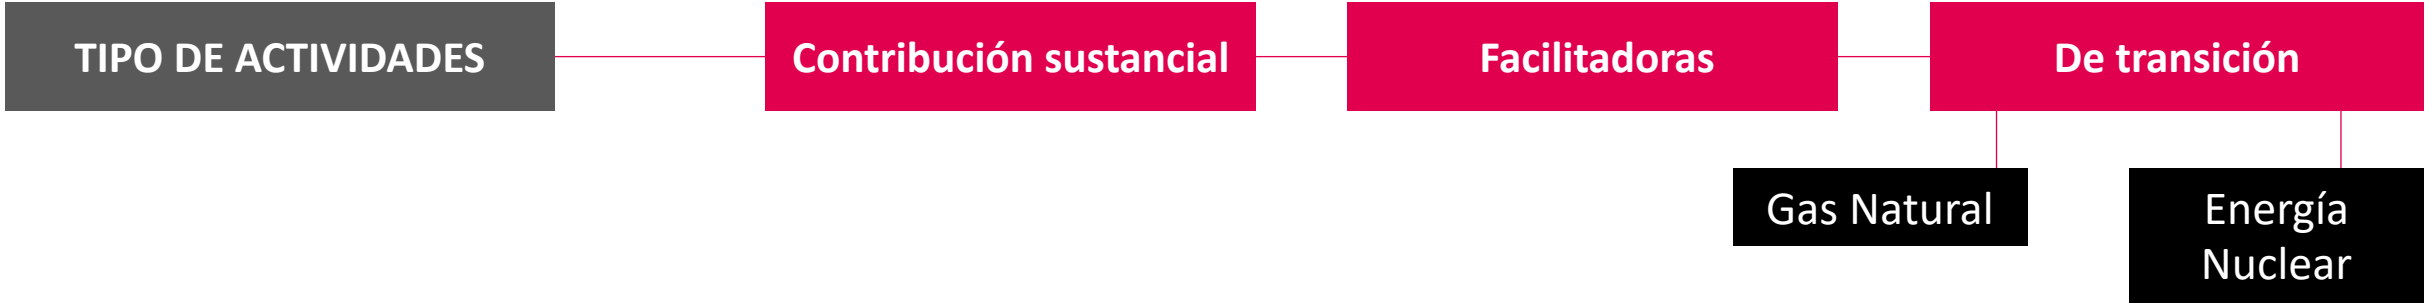 TIPO DE ACTIVIDADES
Contribución sustancial
Facilitadoras
De transición
Gas Natural
Energía
Nuclear